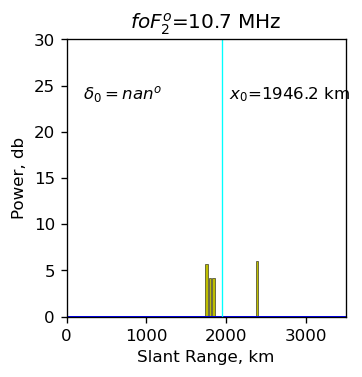 foF₂ᵒ=10.7 MHz
30
25
20
15
10
5
0
δ₀ = nanᵒ
x₀=1946.2 km
Power, db
0 1000 2000 3000
Slant Range, km